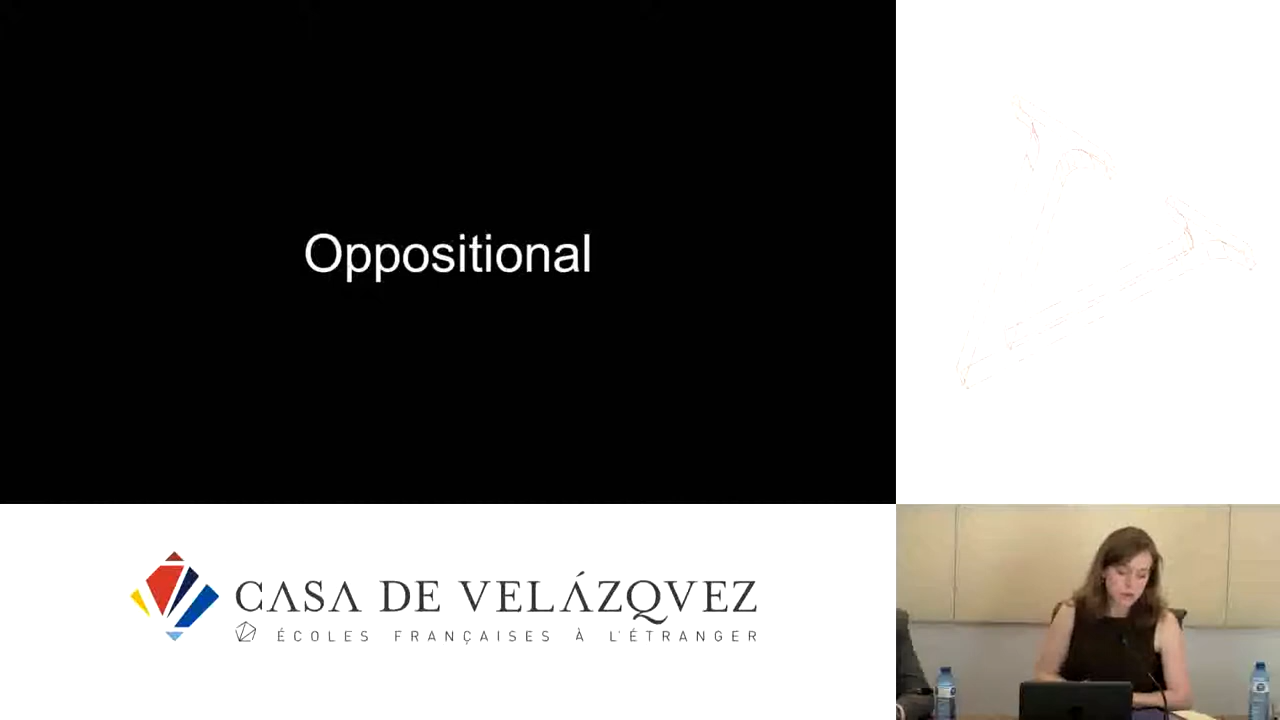 Oppositional
CASA DE VELÁZQVEZ
ÉCOLES FRANÇAISES À L'ÉTRANGER